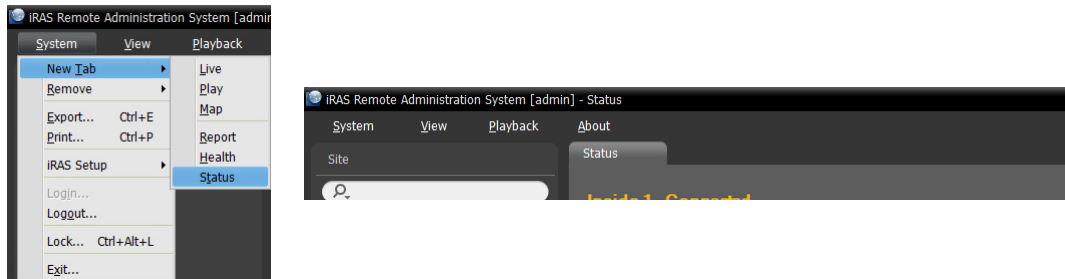 iRAS Remote Administration System [admin
System View Playback
New Tab
Remove
Export... Ctrl+E
Print... Ctrl+P
iRAS Setup
Login...
Logout...
Lock... Ctrl+Alt+L
Exit...
Live
Play
Map
Report
Health
Status
iRAS Remote Administration System [admin] - Status
System View Playback About
Site
Status